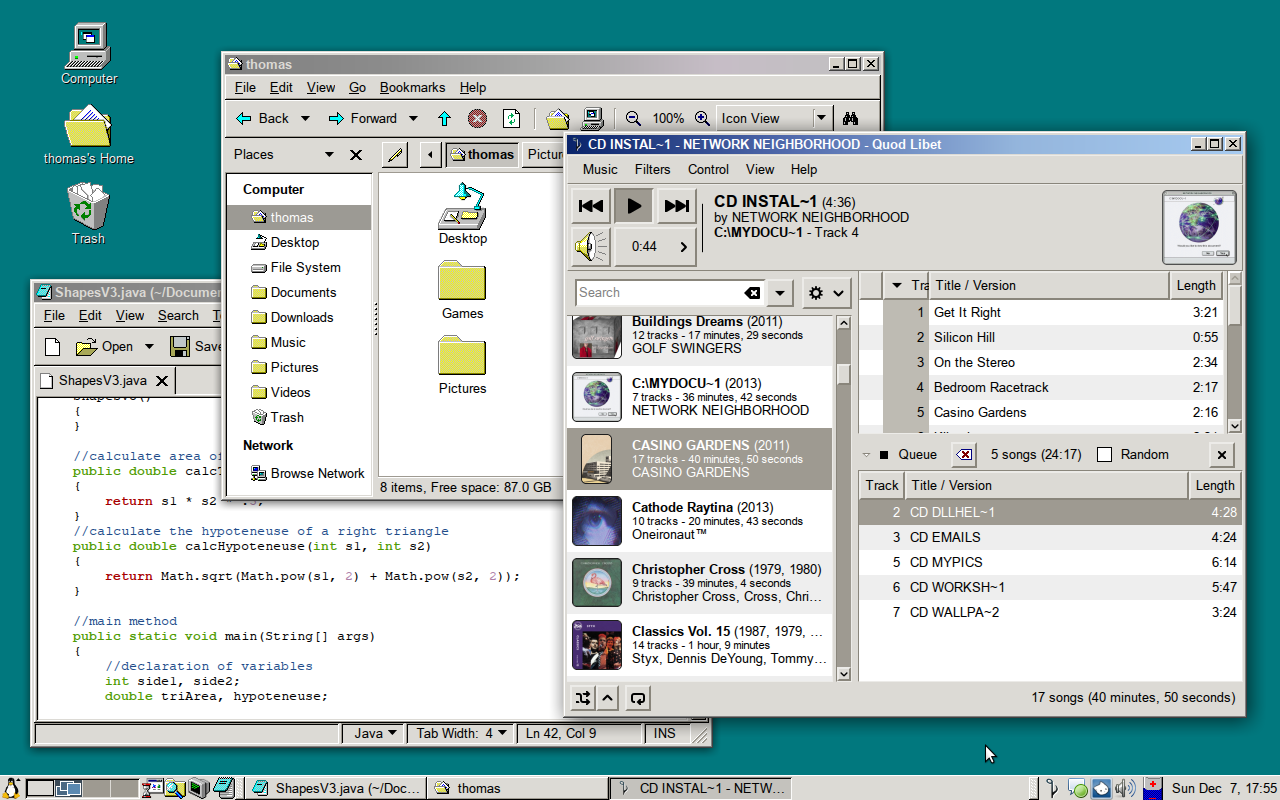 Computer
thomas's Home
Trash
thomas
File Edit View Go Bookmarks Help
Back Forward 100% Icon View
Places thomas
Computer
thomas
Desktop
File System
Documents
Downloads
Music
Pictures
Videos
Trash
Network
Browse Network
Desktop
Games
Pictures
8 items, Free space: 87.0 GB
ShapesV3.java
File Edit View Search
Open Save
ShapesV3.java
{
}
//calculate area of
public double
{
return s1 * s2
}
//calculate the hypoteneuse of a right triangle
public double calcHypoteneuse(int s1, int s2)
{
return Math.sqrt(Math.pow(s1, 2) + Math.pow(s2, 2));
}
//main method
public static void main(String[] args)
{
//declaration of variables
int side1, side2;
double triArea, hypoteneuse;
Java Tab Width: 4 Ln 42, Col 9 INS
CD INSTAL~1 - NETWORK NEIGHBORHOOD - Quod Libet
Music Filters Control View Help
CD INSTAL~1 (4:36)
by NETWORK NEIGHBORHOOD
C:\MYDOCU~1 - Track 4
0:44
Search
Buildings Dreams (2011)
12 tracks - 17 minutes, 29 seconds
GOLF SWINGERS
C:\MYDOCU~1 (2013)
7 tracks - 36 minutes, 42 seconds
NETWORK NEIGHBORHOOD
CASINO GARDENS (2011)
17 tracks - 40 minutes, 50 seconds
CASINO GARDENS
Cathode Raytina (2013)
10 tracks - 20 minutes, 43 seconds
Oneironaut™
Christopher Cross (1979, 1980)
9 tracks - 39 minutes, 4 seconds
Christopher Cross, Cross, Chri…
Classics Vol. 15 (1987, 1979, …
14 tracks - 1 hour, 9 minutes
Styx, Dennis DeYoung, Tommy…
Title / Version Length
1 Get It Right 3:21
2 Silicon Hill 0:55
3 On the Stereo 2:34
4 Bedroom Racetrack 2:17
5 Casino Gardens 2:16
Queue 5 songs (24:17) Random
Track Title / Version Length
2 CD DLLHEL~1 4:28
3 CD EMAILS 4:24
5 CD MYPICS 6:14
6 CD WORKSH~1 5:47
7 CD WALLPA~2 3:24
17 songs (40 minutes, 50 seconds)
ShapesV3.java (~/Doc… thomas CD INSTAL~1 - NETW… Sun Dec 7, 17:55